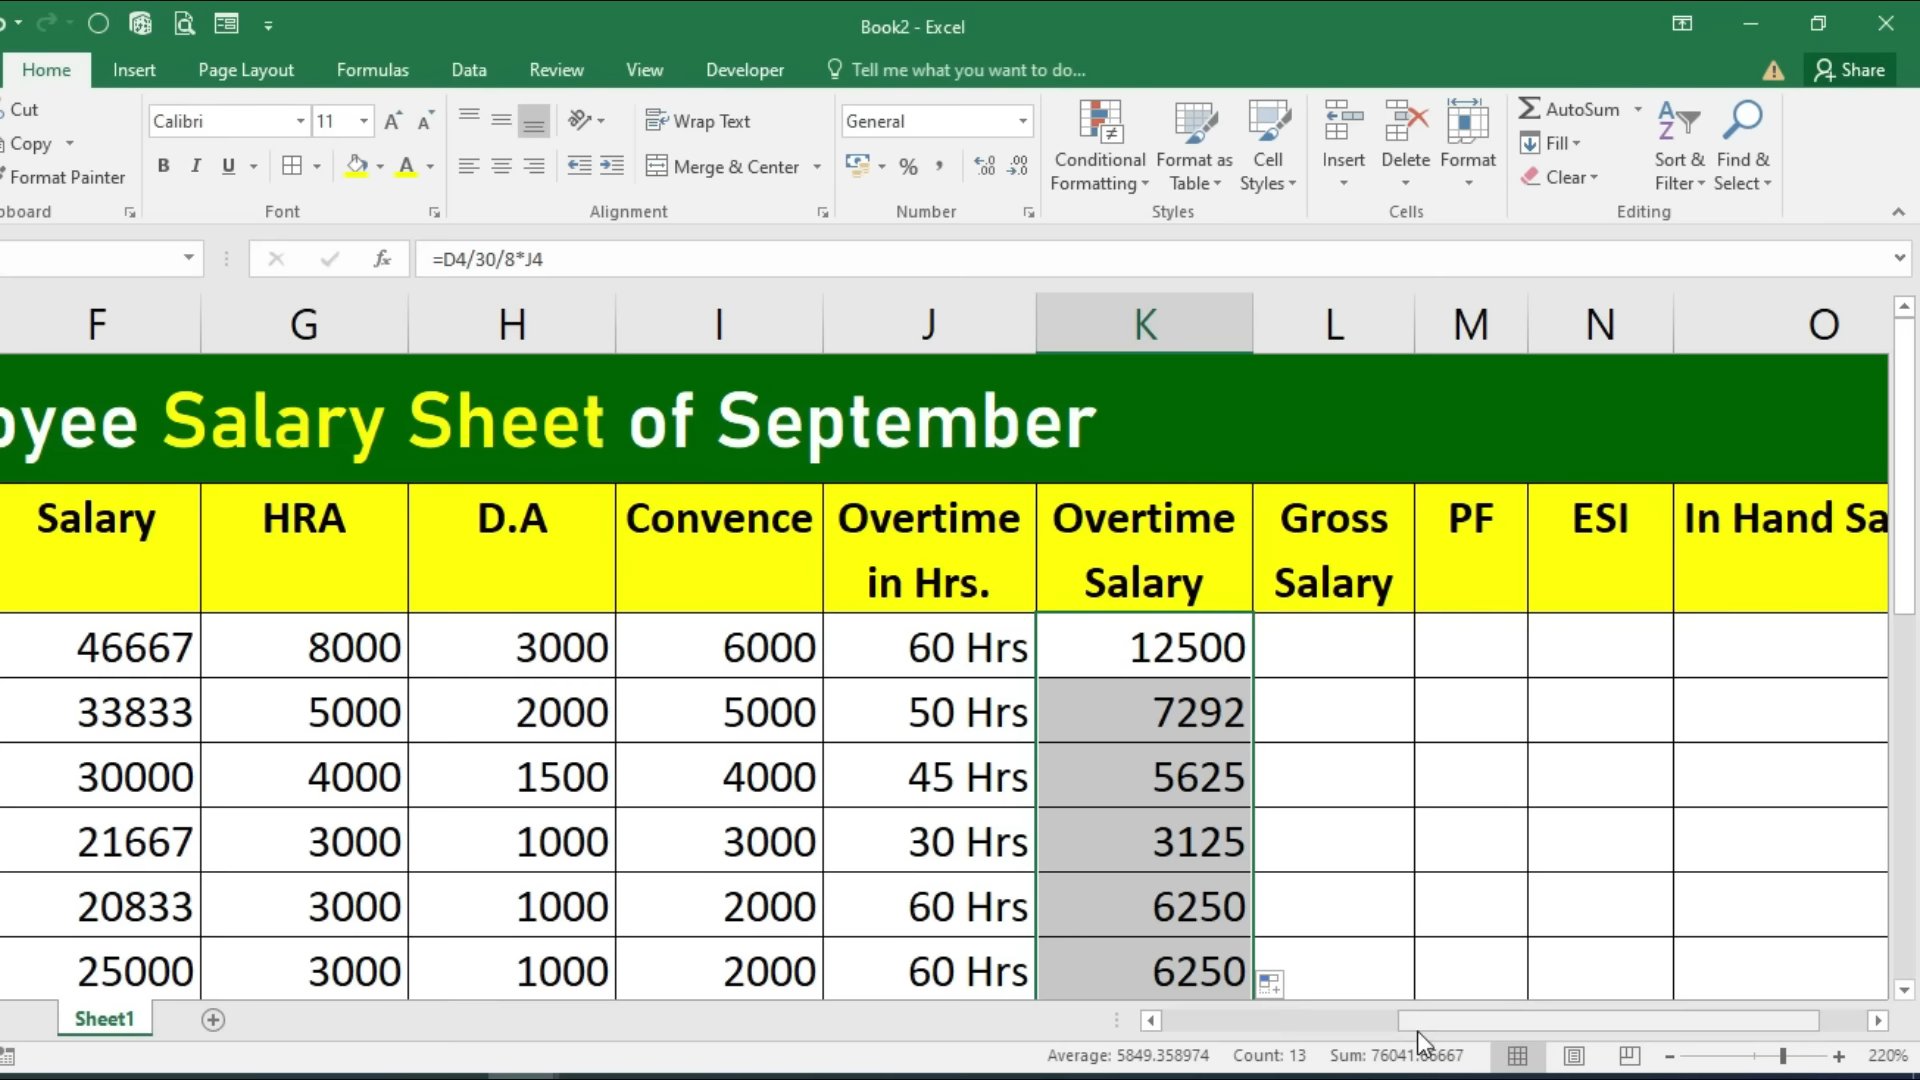 Book2 - Excel
Home Insert Page Layout Formulas Data Review View Developer Tell me what you want to do... Share
Cut
Copy
Format Painter
Calibri 11
B I U
Wrap Text
Merge & Center
General
%
Conditional Formatting
Format as Table
Cell Styles
Insert Delete Format
AutoSum
Fill
Clear
Sort & Filter
Find & Select
Font Alignment Number Styles Cells Editing
fx =D4/30/8*J4
F G H I J K L M N O
Salary Sheet of September
Salary HRA D.A Convence Overtime in Hrs. Overtime Salary Gross Salary PF ESI In Hand
46667 8000 3000 6000 60 Hrs 12500
33833 5000 2000 5000 50 Hrs 7292
30000 4000 1500 4000 45 Hrs 5625
21667 3000 1000 3000 30 Hrs 3125
20833 3000 1000 2000 60 Hrs 6250
25000 3000 1000 2000 60 Hrs 6250
Sheet1
Average: 5849.358974 Count: 13 Sum: 220%